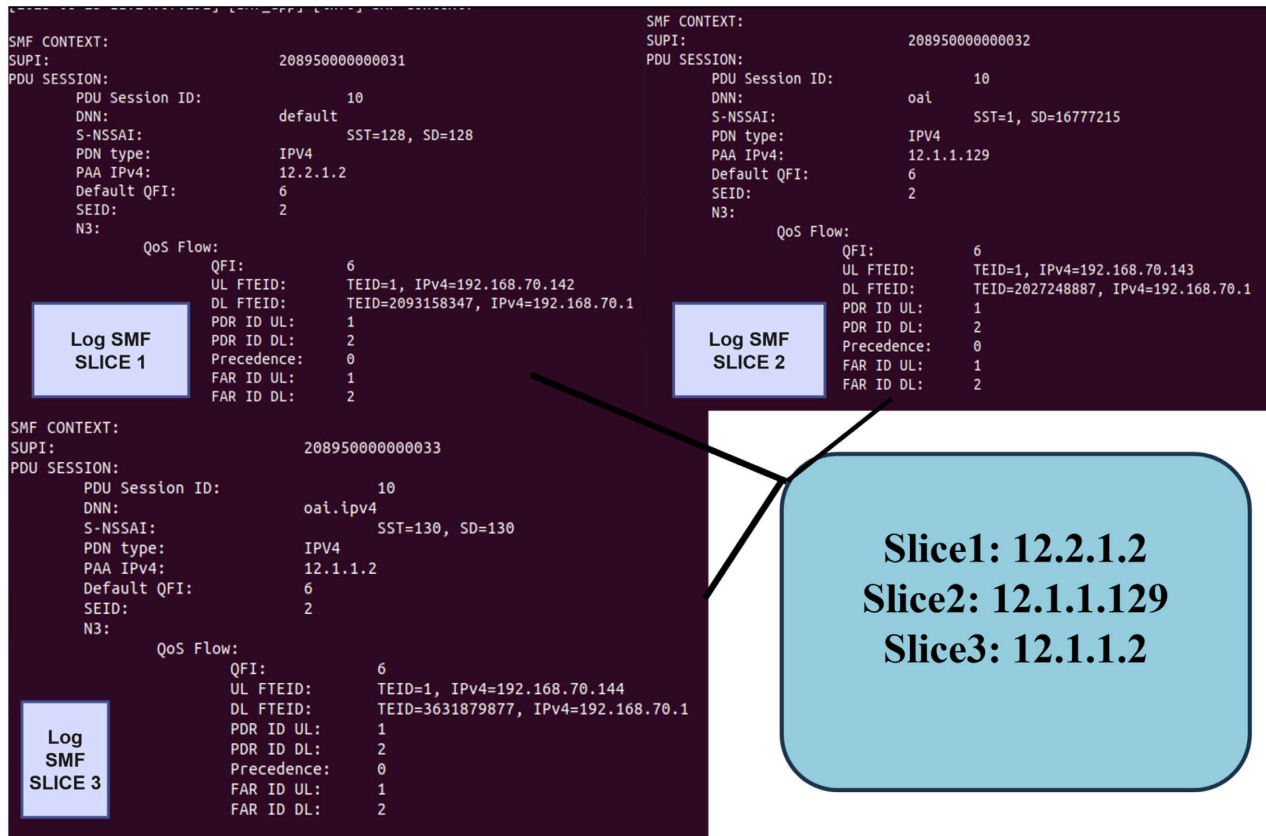 SMF CONTEXT:
SUPI: 208950000000031
PDU SESSION:
PDU Session ID: 10
DNN: default
S-NSSAI: SST=128, SD=128
PDN type: IPV4
PAA IPv4: 12.2.1.2
Default QFI: 6
SEID: 2
N3:
QoS Flow:
QFI: 6
UL FTEID: TEID=1, IPv4=192.168.70.142
DL FTEID: TEID=2093158347, IPv4=192.168.70.1
PDR ID UL: 1
PDR ID DL: 2
Precedence: 0
FAR ID UL: 1
FAR ID DL: 2
Log SMF
SLICE 1
SMF CONTEXT:
SUPI: 208950000000032
PDU SESSION:
PDU Session ID: 10
DNN: oai
S-NSSAI: SST=1, SD=16777215
PDN type: IPV4
PAA IPv4: 12.1.1.129
Default QFI: 6
SEID: 2
N3:
QoS Flow:
QFI: 6
UL FTEID: TEID=1, IPv4=192.168.70.143
DL FTEID: TEID=2027248887, IPv4=192.168.70.1
PDR ID UL: 1
PDR ID DL: 2
Precedence: 0
FAR ID UL: 1
FAR ID DL: 2
Log SMF
SLICE 2
SMF CONTEXT:
SUPI: 208950000000033
PDU SESSION:
PDU Session ID: 10
DNN: oai.ipv4
S-NSSAI: SST=130, SD=130
PDN type: IPV4
PAA IPv4: 12.1.1.2
Default QFI: 6
SEID: 2
N3:
QoS Flow:
QFI: 6
UL FTEID: TEID=1, IPv4=192.168.70.144
DL FTEID: TEID=3631879877, IPv4=192.168.70.1
PDR ID UL: 1
PDR ID DL: 2
Precedence: 0
FAR ID UL: 1
FAR ID DL: 2
Log
SMF
SLICE 3
Slice1: 12.2.1.2
Slice2: 12.1.1.129
Slice3: 12.1.1.2